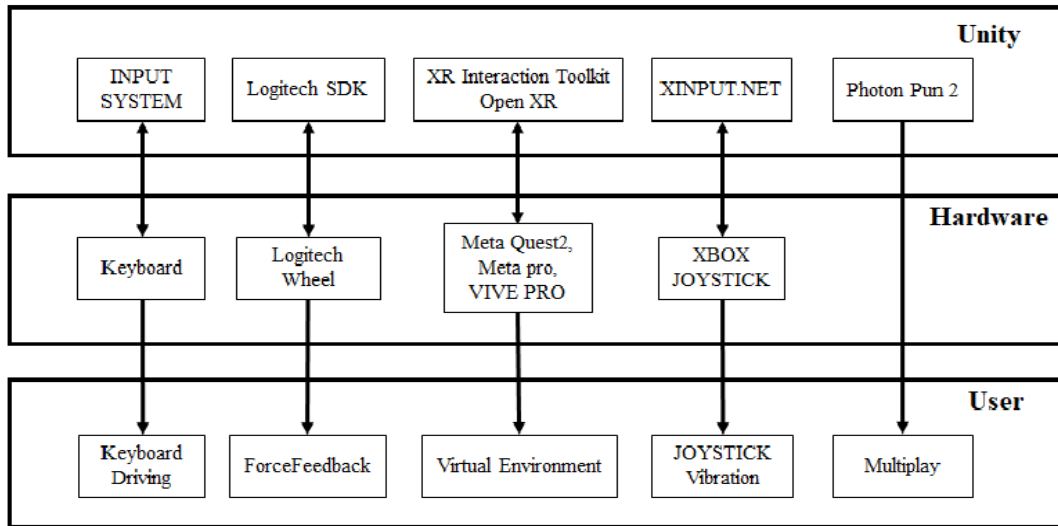 Unity
INPUT
SYSTEM
Logitech SDK
XR Interaction Toolkit
Open XR
XINPUT.NET
Photon Pun 2
Hardware
Keyboard
Logitech
Wheel
Meta Quest2,
Meta pro,
VIVE PRO
XBOX
JOYSTICK
User
Keyboard
Driving
ForceFeedback
Virtual Environment
JOYSTICK
Vibration
Multiplay